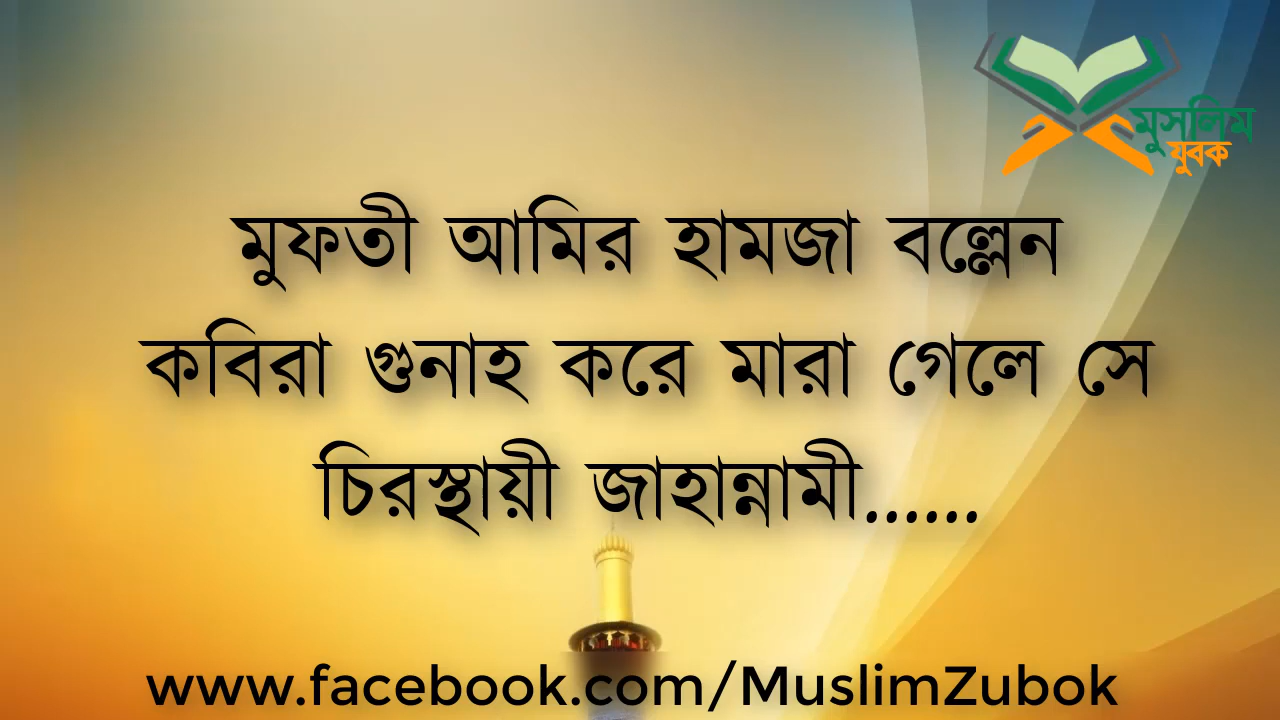 মুসলিম
যুবক
মুফতী আমির হামজা বল্লেন
কবিরা গুনাহ করে মারা গেলে সে
চিরস্থায়ী জাহান্নামী......
www.facebook.com/MuslimZubok